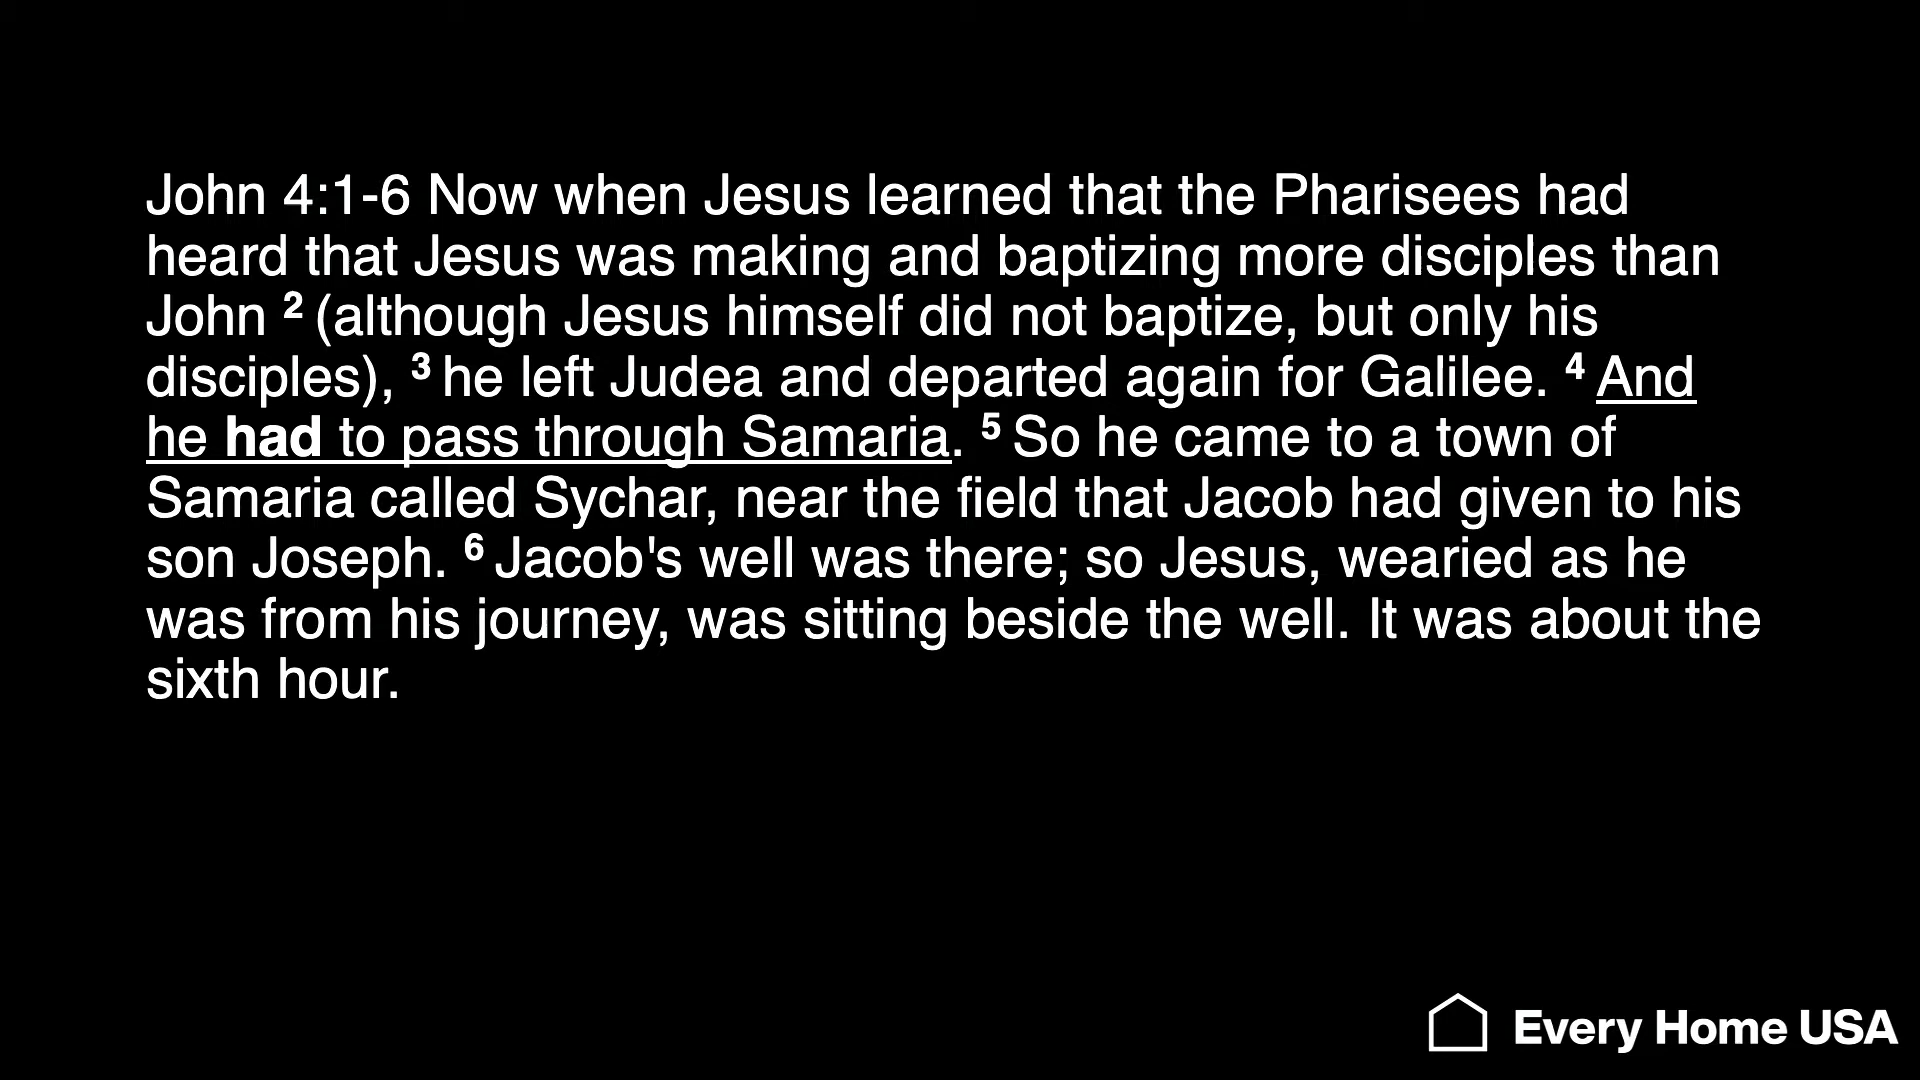 John 4:1-6 Now when Jesus learned that the Pharisees had
heard that Jesus was making and baptizing more disciples than
John 2 (although Jesus himself did not baptize, but only his
disciples), 3 he left Judea and departed again for Galilee. 4 And
he had to pass through Samaria. 5 So he came to a town of
Samaria called Sychar, near the field that Jacob had given to his
son Joseph. 6 Jacob's well was there; so Jesus, wearied as he
was from his journey, was sitting beside the well. It was about the
sixth hour.
Every Home USA